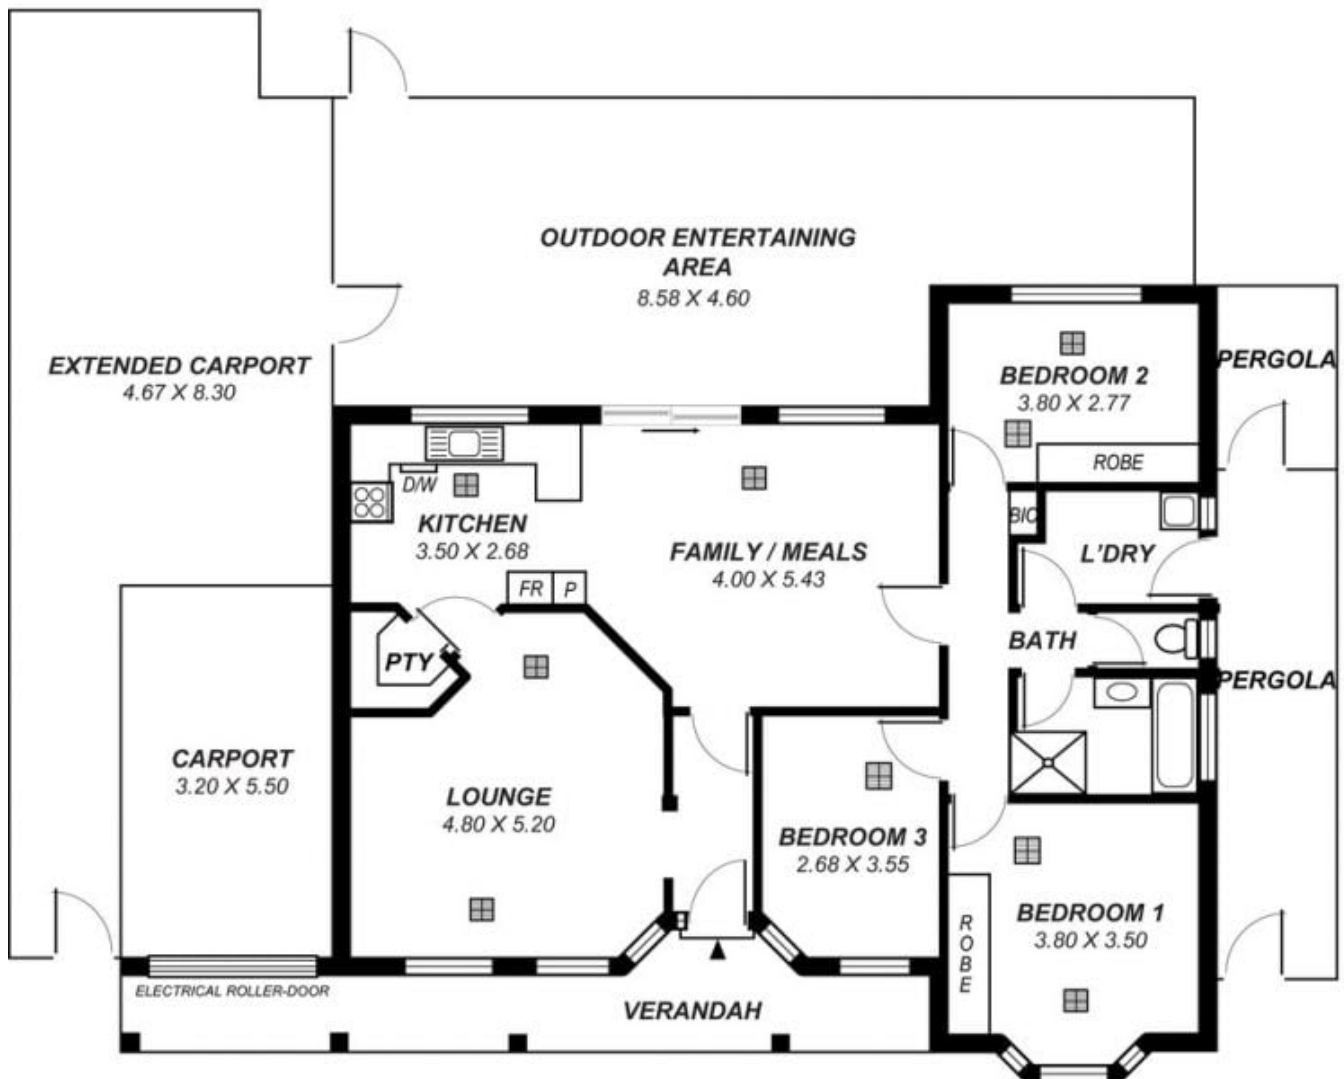 OUTDOOR ENTERTAINING
AREA
8.58 X 4.60
EXTENDED CARPORT
4.67 X 8.30
BEDROOM 2
3.80 X 2.77
ROBE
PERGOLA
D/W
KITCHEN
3.50 X 2.68
FAMILY / MEALS
4.00 X 5.43
BIC
L'DRY
FR
P
PTY
BATH
PERGOLA
CARPORT
3.20 X 5.50
LOUNGE
4.80 X 5.20
BEDROOM 3
2.68 X 3.55
BEDROOM 1
3.80 X 3.50
ROBE
ELECTRICAL ROLLER-DOOR
VERANDAH